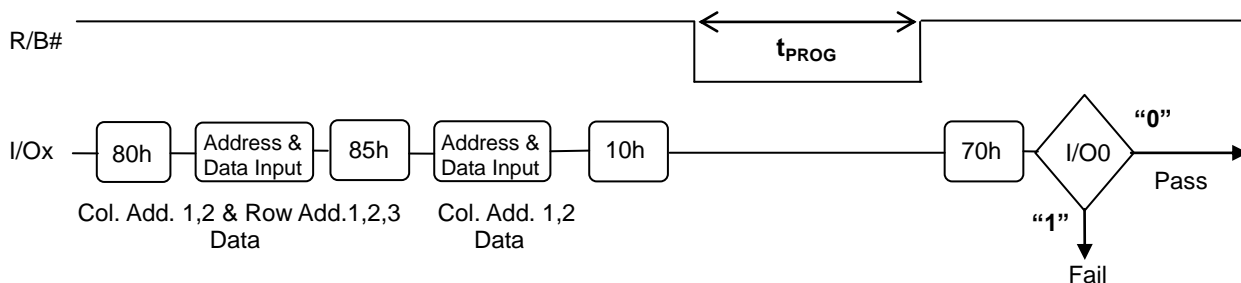 R/B#
tPROG
I/Ox
80h
Address &
Data Input
85h
Address &
Data Input
10h
70h
I/O0
“0”
Pass
“1”
Fail
Col. Add. 1,2 & Row Add.1,2,3
Data
Col. Add. 1,2
Data